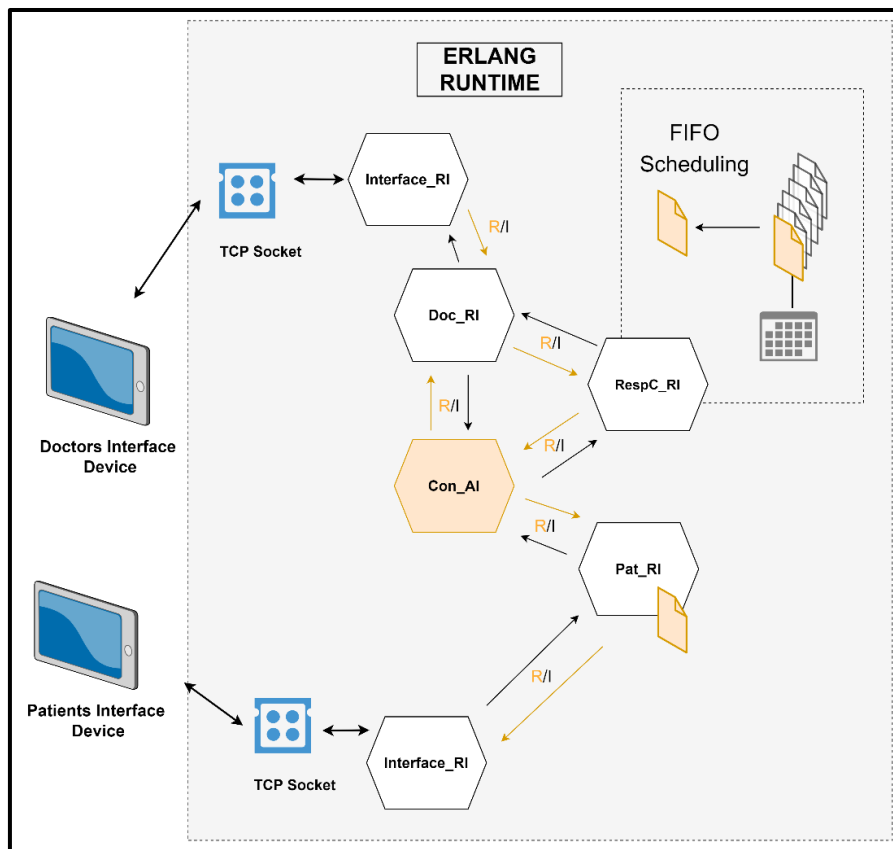 ERLANG
RUNTIME
FIFO
Scheduling
Interface_RI
TCP Socket
R/I
Doc_RI
R/I
RespC_RI
Doctors Interface
Device
R/I
R/I
Con_AI
R/I
Pat_RI
Patients Interface
Device
R/I
Interface_RI
TCP Socket